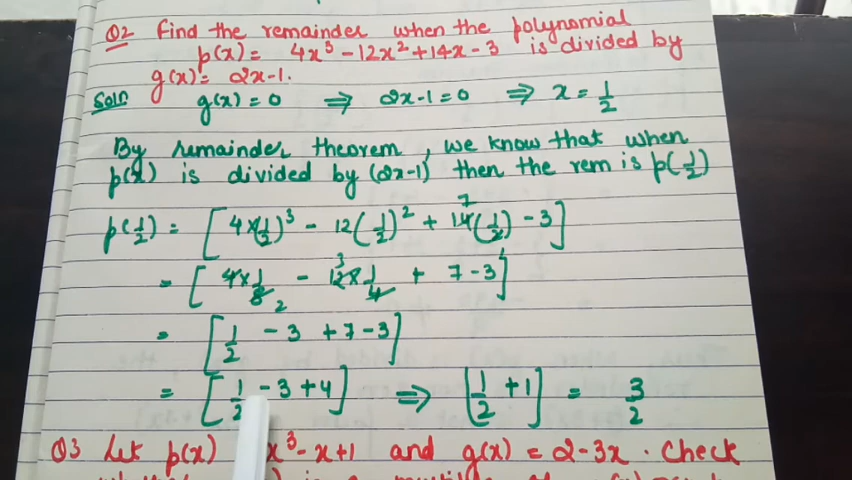 Q2 Find the remainder when the polynomial
p(x) = 4x³ - 12x² + 14x - 3 is divided by
g(x) = 2x-1.
Soln g(x) = 0 ⇒ 2x-1 = 0 ⇒ x = 1/2
By remainder theorem, we know that when
p(x) is divided by (2x-1) then the rem is p(1/2)
p(1/2) = [4×(1/2)³ - 12(1/2)² + 14(1/2) - 3] 7
= [4×1/8 - 12×1/4 + 7-3] 2 3
= [1/2 - 3 + 7-3]
= [1/2 - 3 + 4] ⇒ [1/2 + 1] = 3/2
Q3 Let p(x) x³ - x+1 and g(x) = 2-3x. Check